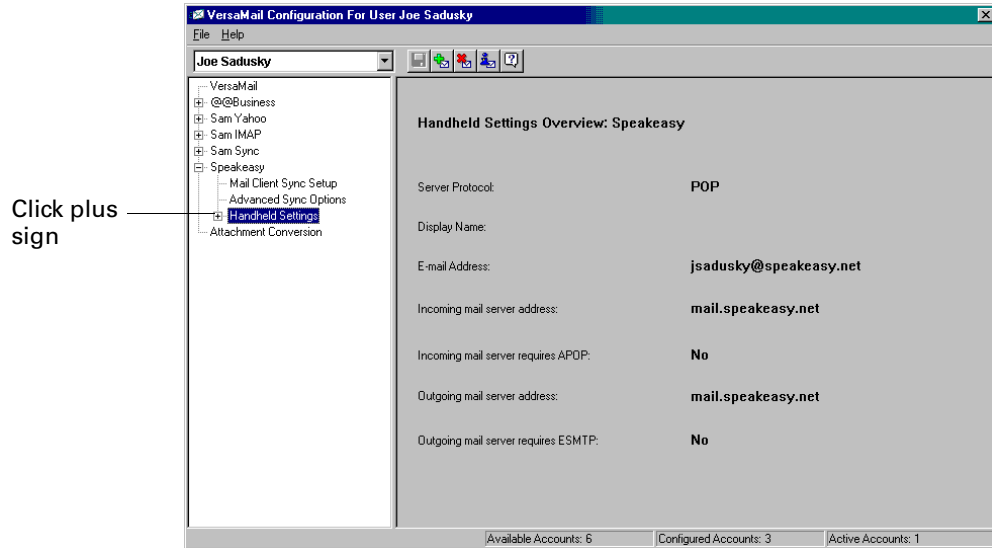 VersaMail Configuration For User Joe Sadusky
File Help
Joe Sadusky
VersaMail
@@Business
Sam Yahoo
Sam IMAP
Sam Sync
Speakeasy
Mail Client Sync Setup
Advanced Sync Options
Handheld Settings
Attachment Conversion
Click plus
sign
Handheld Settings Overview: Speakeasy
Server Protocol: POP
Display Name:
E-mail Address: jsadusky@speakeasy.net
Incoming mail server address: mail.speakeasy.net
Incoming mail server requires APOP: No
Outgoing mail server address: mail.speakeasy.net
Outgoing mail server requires ESMTP: No
Available Accounts: 6 Configured Accounts: 3 Active Accounts: 1